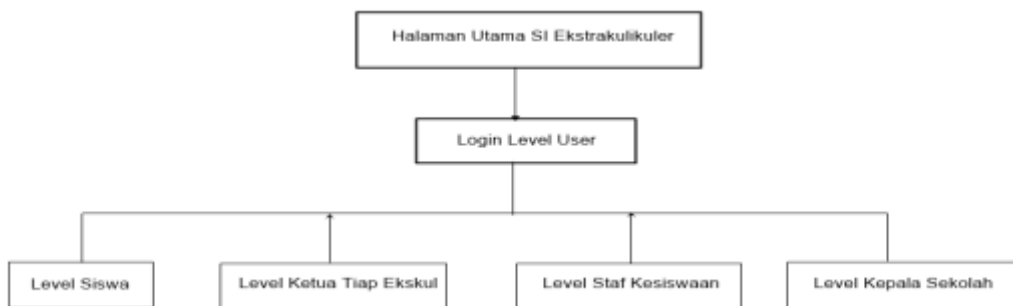 Halaman Utama SI Ekstrakulikuler
Login Level User
Level Siswa
Level Ketua Tiap Ekskul
Level Staf Kesiswaan
Level Kepala Sekolah